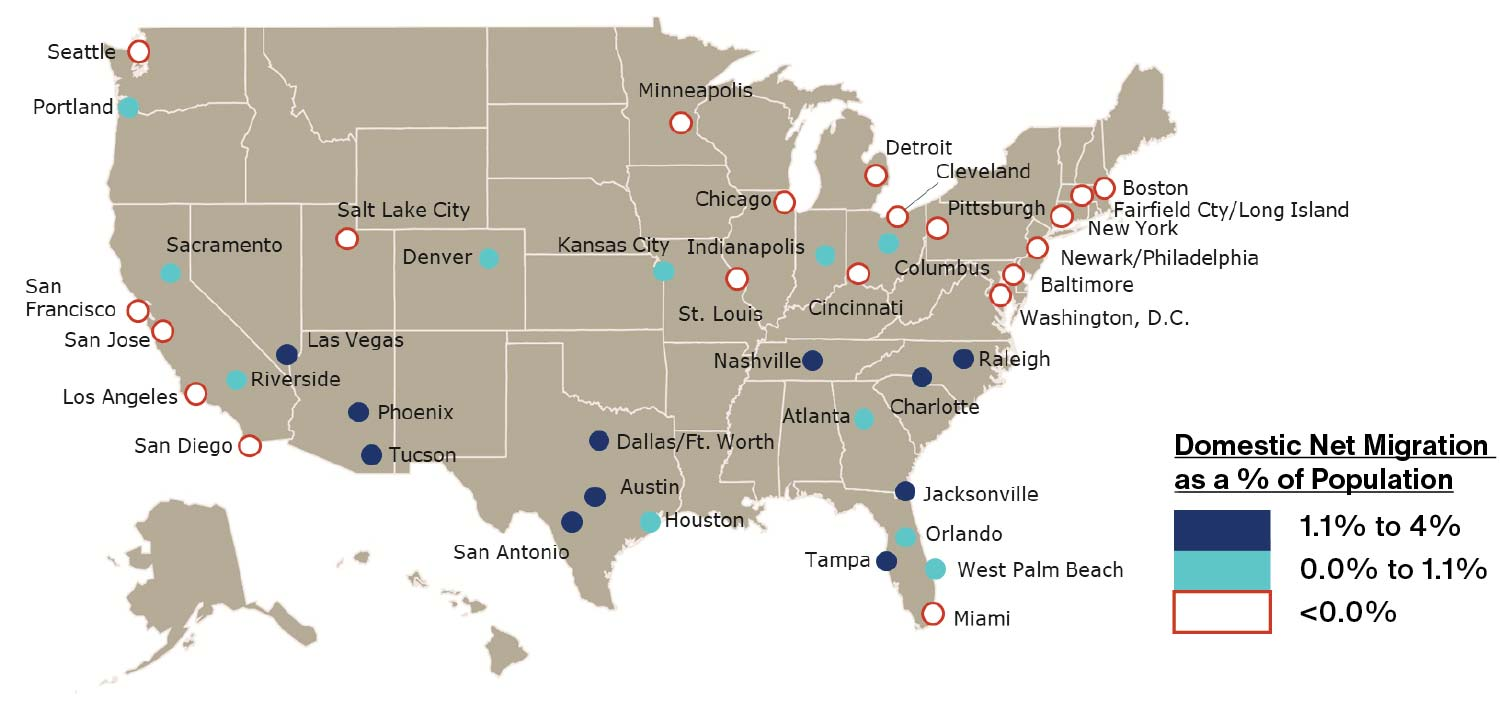 Seattle
Portland
Minneapolis
Detroit
Cleveland
Chicago
Pittsburgh
Boston
Fairfield Cty/Long Island
New York
Newark/Philadelphia
Baltimore
Washington, D.C.
Salt Lake City
Sacramento
Denver
Kansas City
Indianapolis
Columbus
Cincinnati
St. Louis
San
Francisco
San Jose
Las Vegas
Riverside
Los Angeles
Phoenix
San Diego
Tucson
Nashville
Raleigh
Charlotte
Atlanta
Dallas/Ft. Worth
Austin
Houston
San Antonio
Jacksonville
Orlando
Tampa
West Palm Beach
Miami
Domestic Net Migration
as a % of Population
1.1% to 4%
0.0% to 1.1%
<0.0%